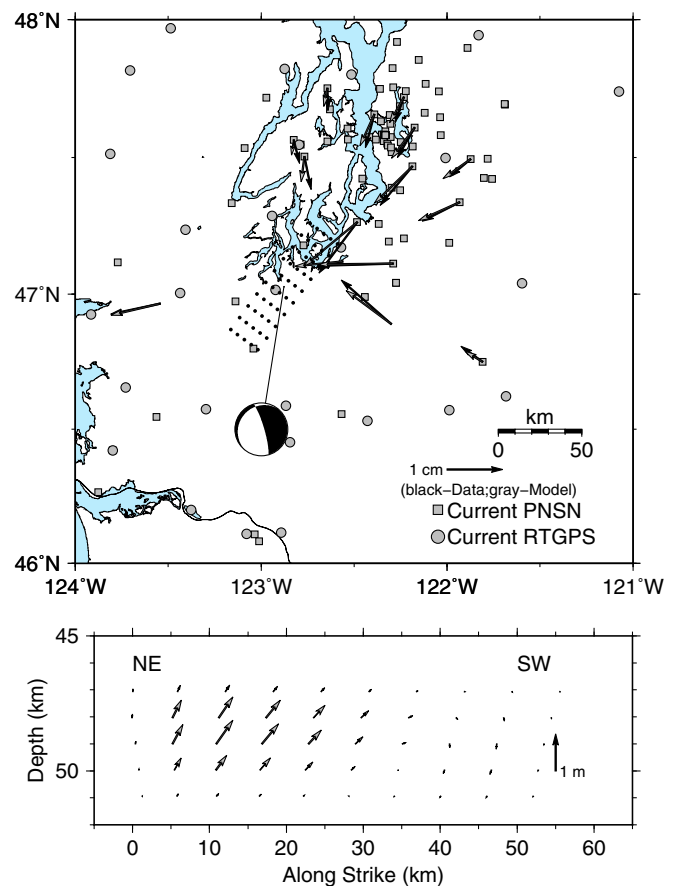 48°N
47°N
46°N
km
0 50
1 cm
(black−Data;gray−Model)
Current PNSN
Current RTGPS
124°W 123°W 122°W 121°W
45
NE SW
Depth (km)
50
1 m
0 10 20 30 40 50 60
Along Strike (km)